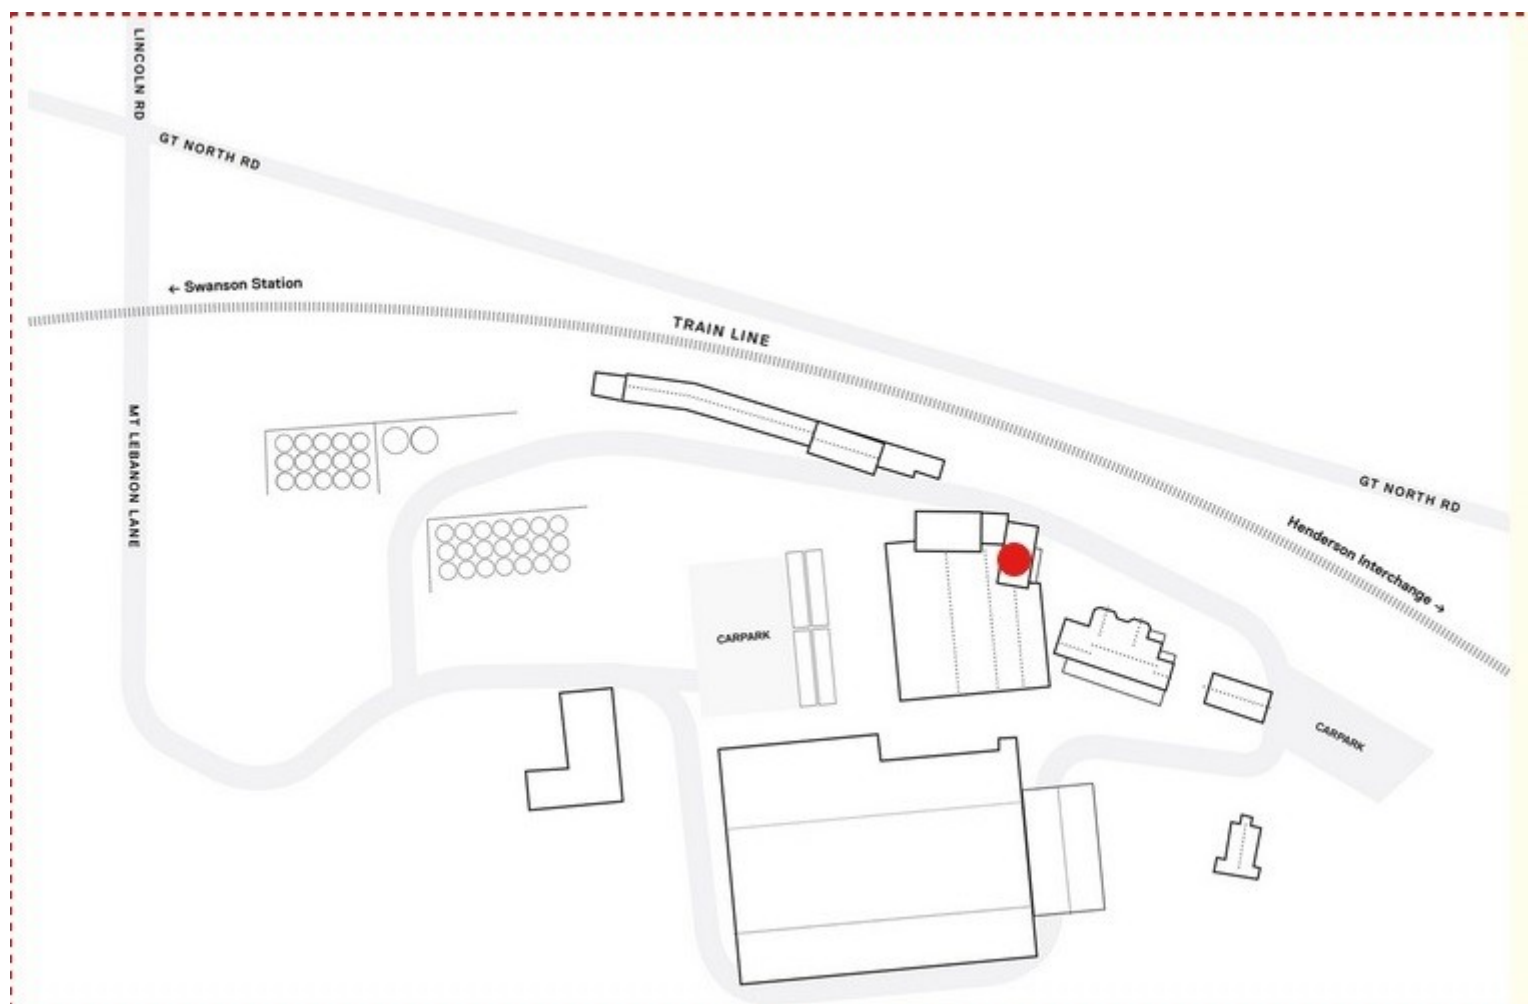 LINCOLN RD
GT NORTH RD
← Swanson Station
TRAIN LINE
MT LEBANON LANE
GT NORTH RD
Henderson Interchange →
CARPARK
CARPARK